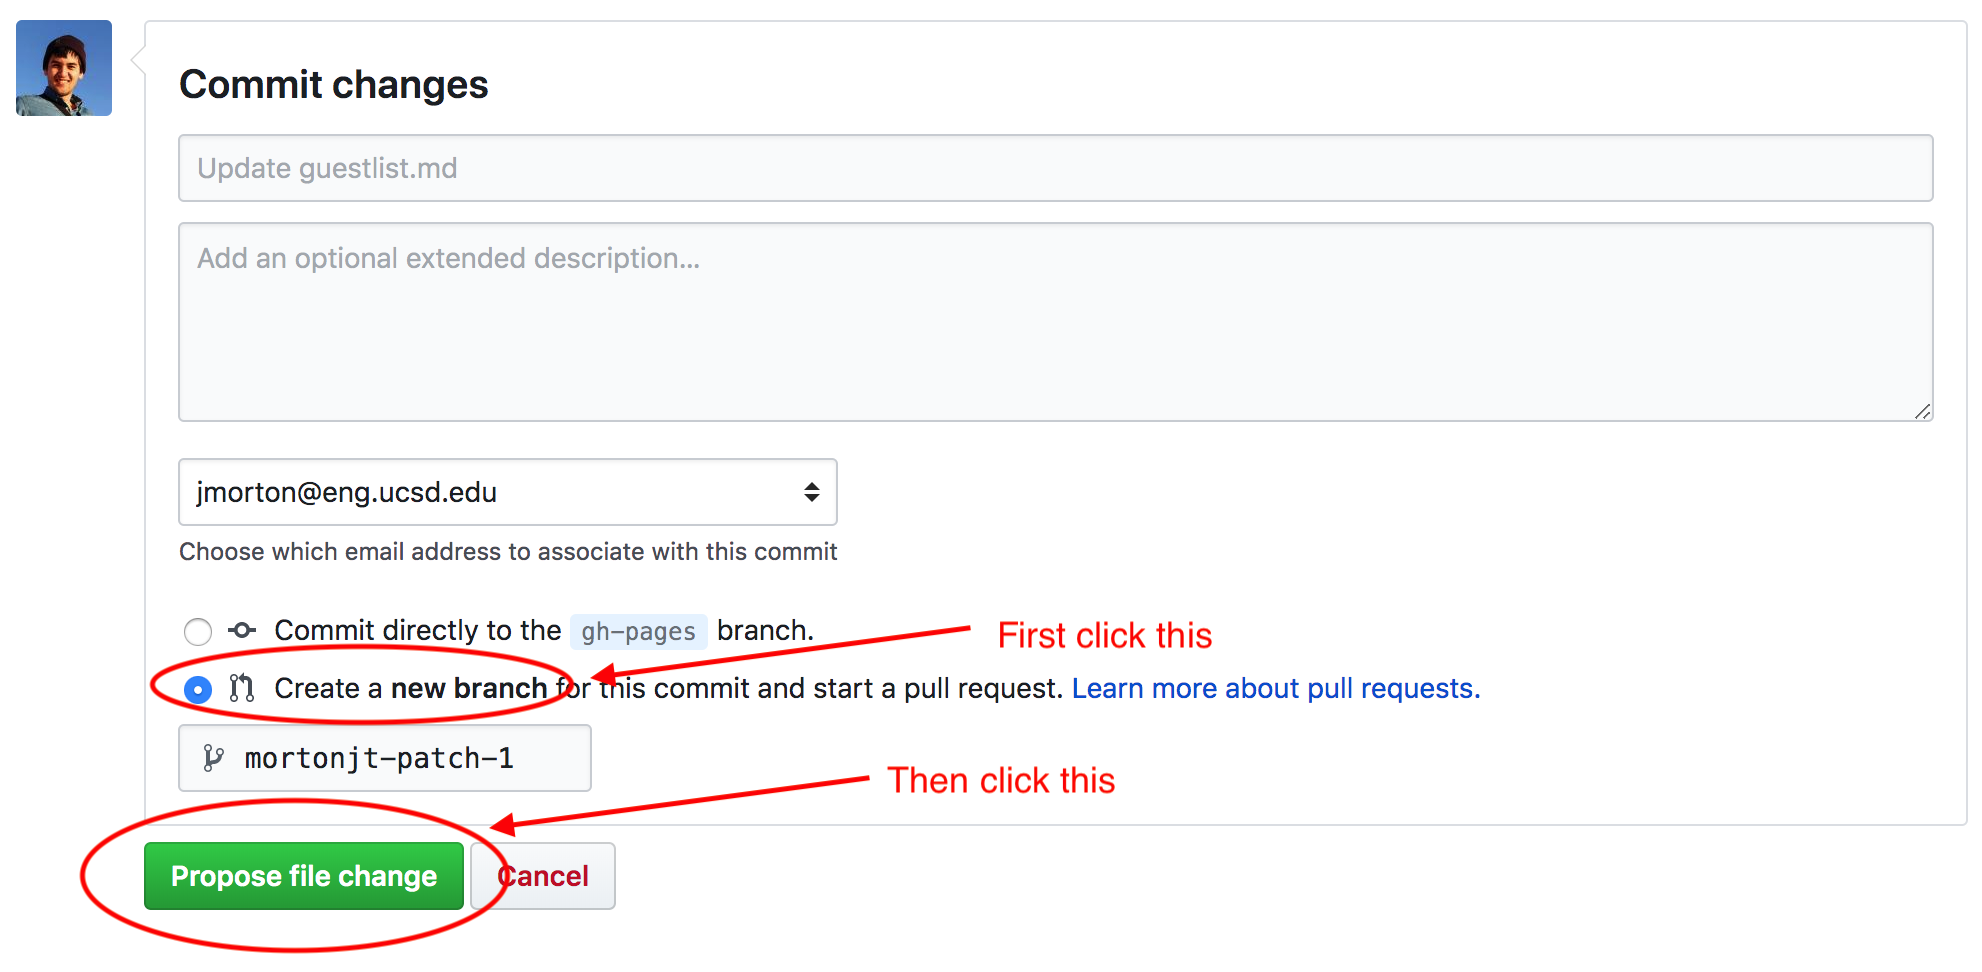 Commit changes
Update guestlist.md
Add an optional extended description...
jmorton@eng.ucsd.edu
Choose which email address to associate with this commit
Commit directly to the gh-pages branch.
First click this
Create a new branch for this commit and start a pull request. Learn more about pull requests.
mortonjt-patch-1
Then click this
Propose file change
Cancel